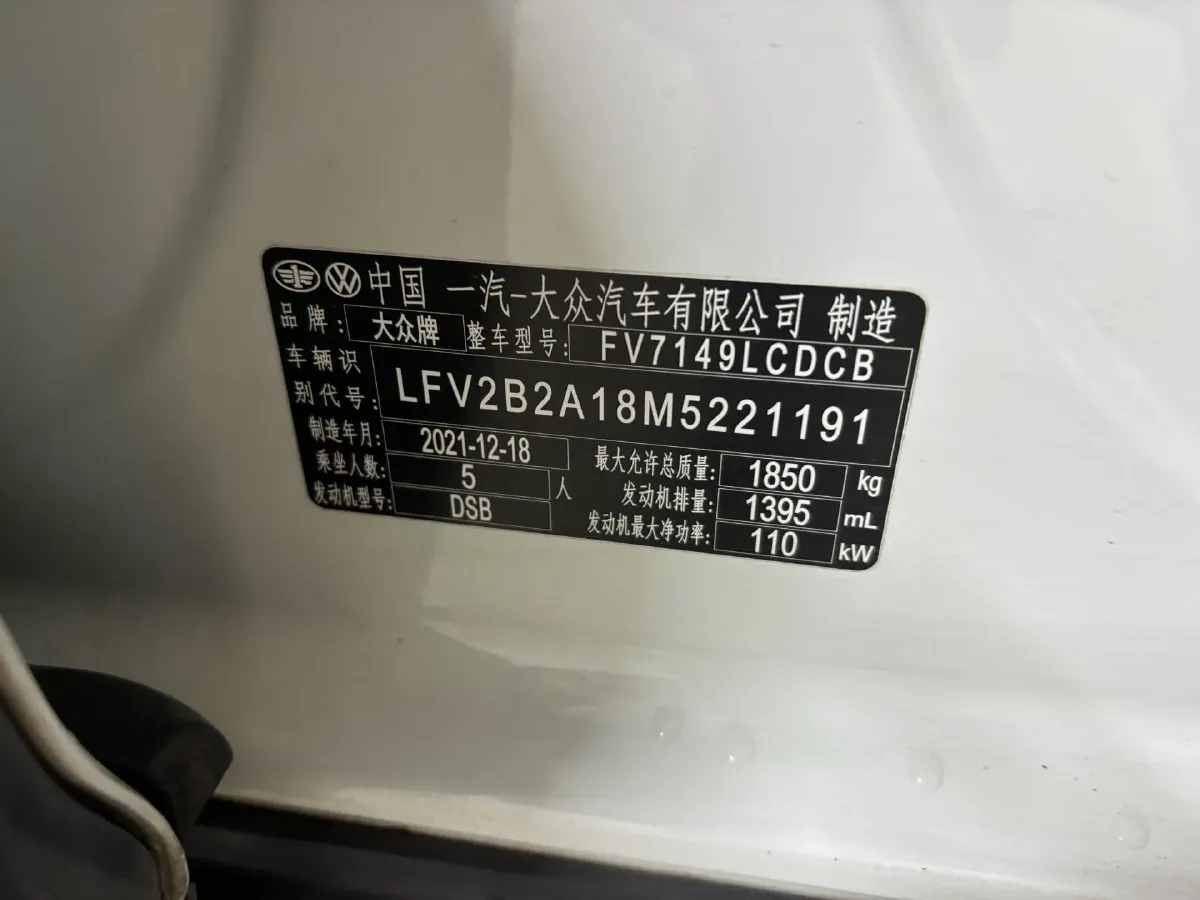 中国 一汽-大众汽车有限公司 制造
品牌: 大众牌 整车型号: FV7149LCDCB
车辆识别代号: LFV2B2A18M5221191
制造年月: 2021-12-18
乘坐人数: 5 人
发动机型号: DSB
最大允许总质量: 1850 kg
发动机排量: 1395 mL
发动机最大净功率: 110 kW